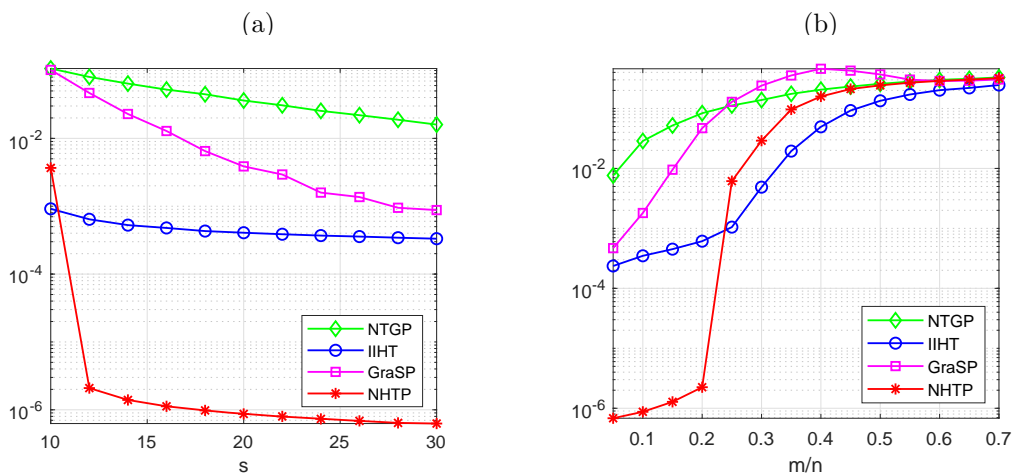 (a)
10^-2
10^-4
10^-6
10
15
20
25
30
s
NTGP
IIHT
GraSP
NHTP
(b)
10^-2
10^-4
10^-6
0.1
0.2
0.3
0.4
0.5
0.6
0.7
m/n
NTGP
IIHT
GraSP
NHTP